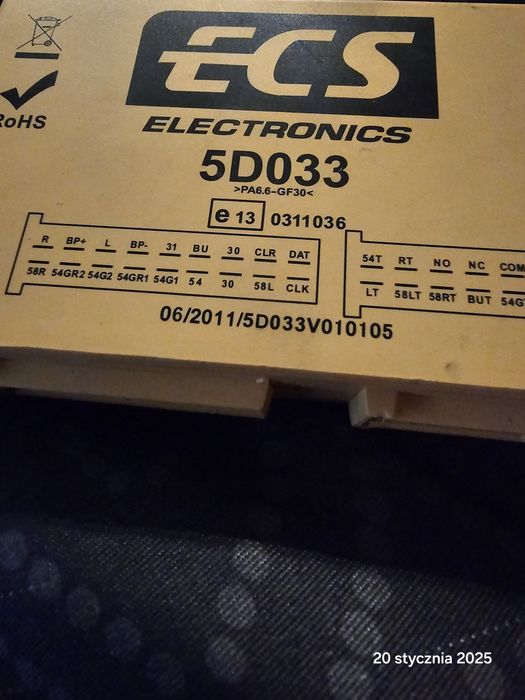 ECS
RoHS
ELECTRONICS
5D033
>PA6.6-GF30<
e 13 0311036
R BP+ L BP- 31 BU 30 CLR DAT
58R 54GR2 54G2 54GR1 54G1 54 30 58L CLK
54T RT NO NC COM
LT 58LT 58RT BUT
06/2011/5D033V010105
20 stycznia 2025